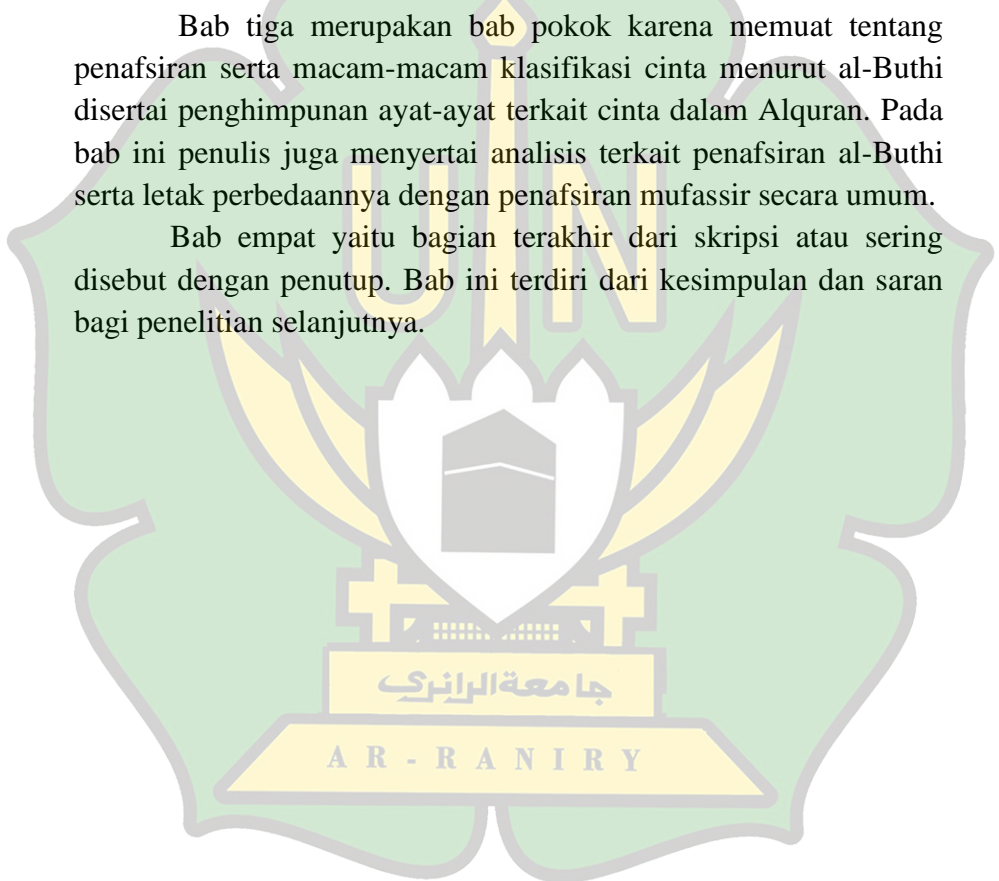 Bab tiga merupakan bab pokok karena memuat tentang
penafsiran serta macam-macam klasifikasi cinta menurut al-Buthi
disertai penghimpunan ayat-ayat terkait cinta dalam Alquran. Pada
bab ini penulis juga menyertai analisis terkait penafsiran al-Buthi
serta letak perbedaannya dengan penafsiran mufassir secara umum.
Bab empat yaitu bagian terakhir dari skripsi atau sering
disebut dengan penutup. Bab ini terdiri dari kesimpulan dan saran
bagi penelitian selanjutnya.
UIN
جامعة الرانري
AR-RANIRY